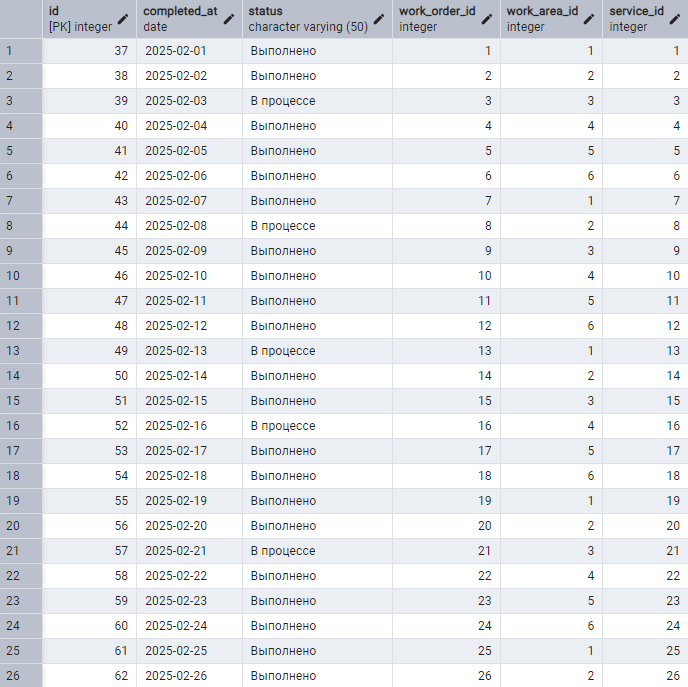 id completed_at status work_order_id work_area_id service_id
[PK] integer date character varying (50) integer integer integer
1 37 2025-02-01 Выполнено 1 1 1
2 38 2025-02-02 Выполнено 2 2 2
3 39 2025-02-03 В процессе 3 3 3
4 40 2025-02-04 Выполнено 4 4 4
5 41 2025-02-05 Выполнено 5 5 5
6 42 2025-02-06 Выполнено 6 6 6
7 43 2025-02-07 Выполнено 7 1 7
8 44 2025-02-08 В процессе 8 2 8
9 45 2025-02-09 Выполнено 9 3 9
10 46 2025-02-10 Выполнено 10 4 10
11 47 2025-02-11 Выполнено 11 5 11
12 48 2025-02-12 Выполнено 12 6 12
13 49 2025-02-13 В процессе 13 1 13
14 50 2025-02-14 Выполнено 14 2 14
15 51 2025-02-15 Выполнено 15 3 15
16 52 2025-02-16 В процессе 16 4 16
17 53 2025-02-17 Выполнено 17 5 17
18 54 2025-02-18 Выполнено 18 6 18
19 55 2025-02-19 Выполнено 19 1 19
20 56 2025-02-20 Выполнено 20 2 20
21 57 2025-02-21 В процессе 21 3 21
22 58 2025-02-22 Выполнено 22 4 22
23 59 2025-02-23 Выполнено 23 5 23
24 60 2025-02-24 Выполнено 24 6 24
25 61 2025-02-25 Выполнено 25 1 25
26 62 2025-02-26 Выполнено 26 2 26